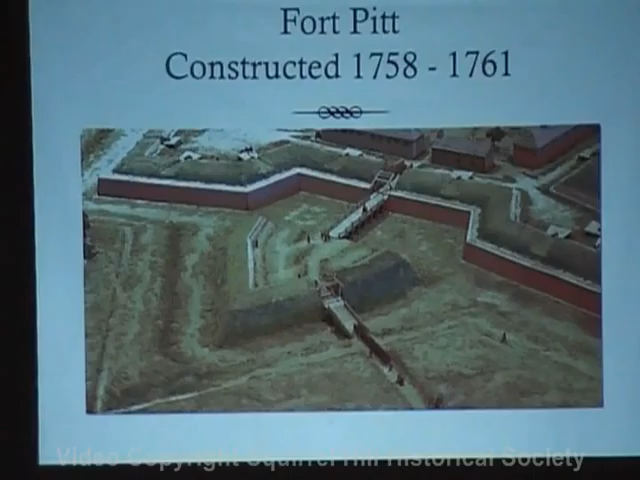 Fort Pitt
Constructed 1758 - 1761
Video Copyright Squirrel Hill Historical Society